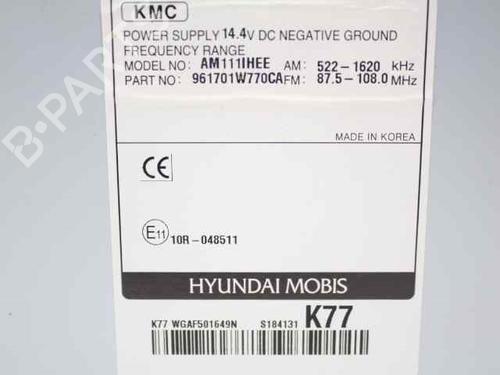 KMC
POWER SUPPLY 14.4V DC NEGATIVE GROUND
FREQUENCY RANGE
MODEL NO: AM111IHEE AM: 522-1620 kHz
PART NO: 961701W770CA FM: 87.5-108.0 MHz
MADE IN KOREA
CE
E11 10R-048511
HYUNDAI MOBIS
K77 WGAF501649N S184131 K77
B-PARTS